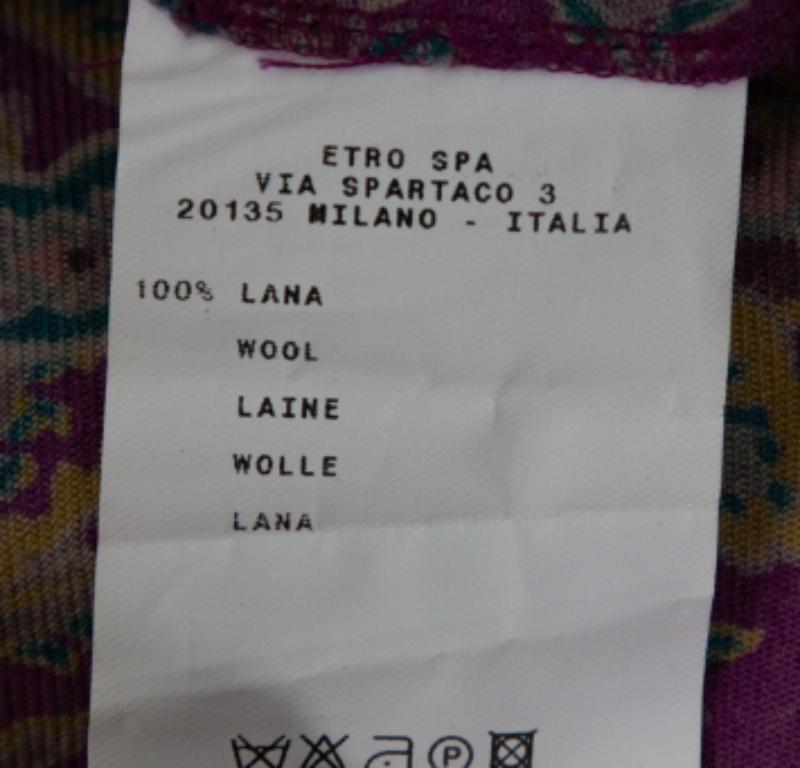 ETRO SPA
VIA SPARTACO 3
20135 MILANO - ITALIA
100% LANA
WOOL
LAINE
WOLLE
LANA
P